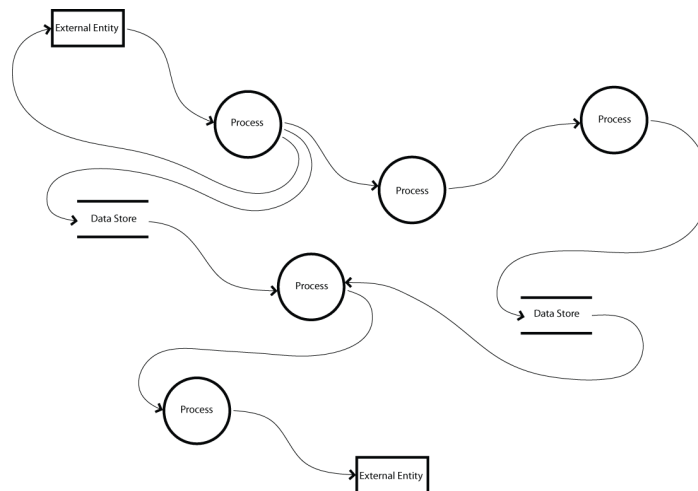 External Entity
Process
Process
Process
Data Store
Process
Data Store
Process
External Entity